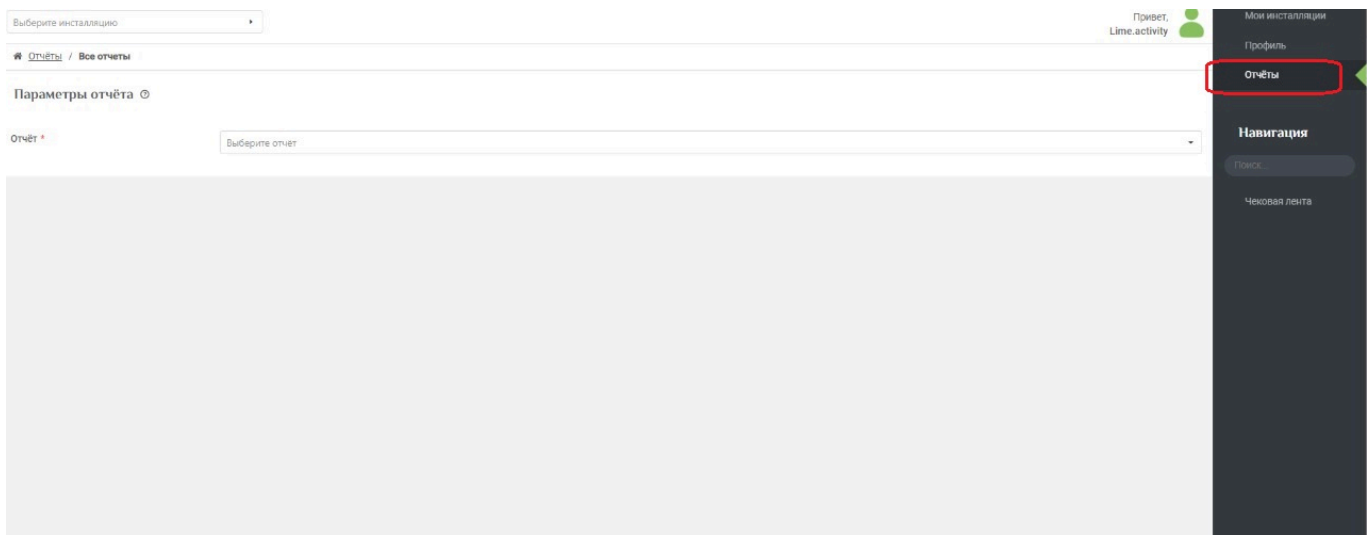 Выберите инсталляцию
Привет,
Lime.activity
Отчёты / Все отчеты
Параметры отчёта
Отчёт *
Выберите отчет
Мои инсталляции
Профиль
Отчёты
Навигация
Поиск...
Чековая лента